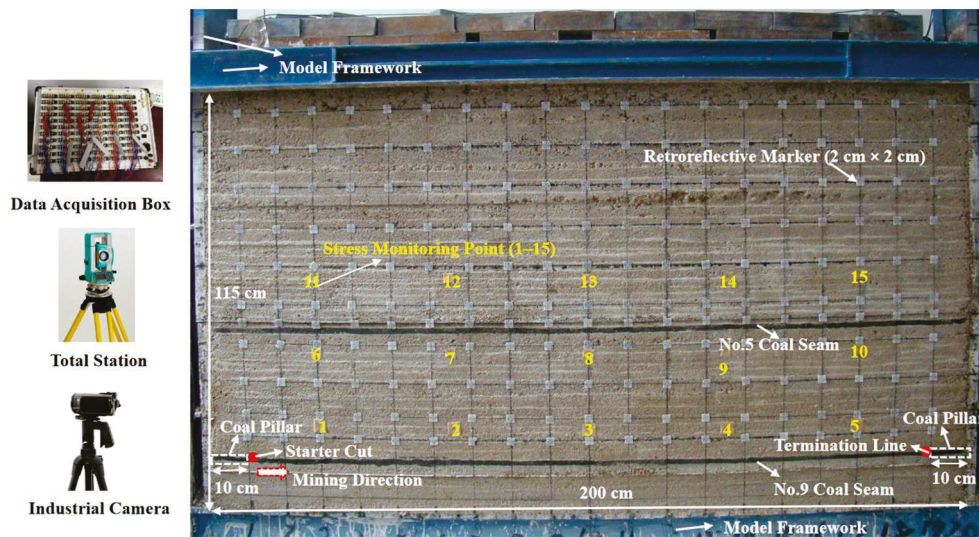 Model Framework
Retroreflective Marker (2 cm × 2 cm)
Data Acquisition Box
Stress Monitoring Point (1–15)
11
12
13
14
15
115 cm
No.5 Coal Seam
Total Station
6
7
8
9
10
1
2
3
4
5
Coal Pillar
Coal Pillar
Starter Cut
Termination Line
Mining Direction
10 cm
200 cm
No.9 Coal Seam
10 cm
Industrial Camera
Model Framework